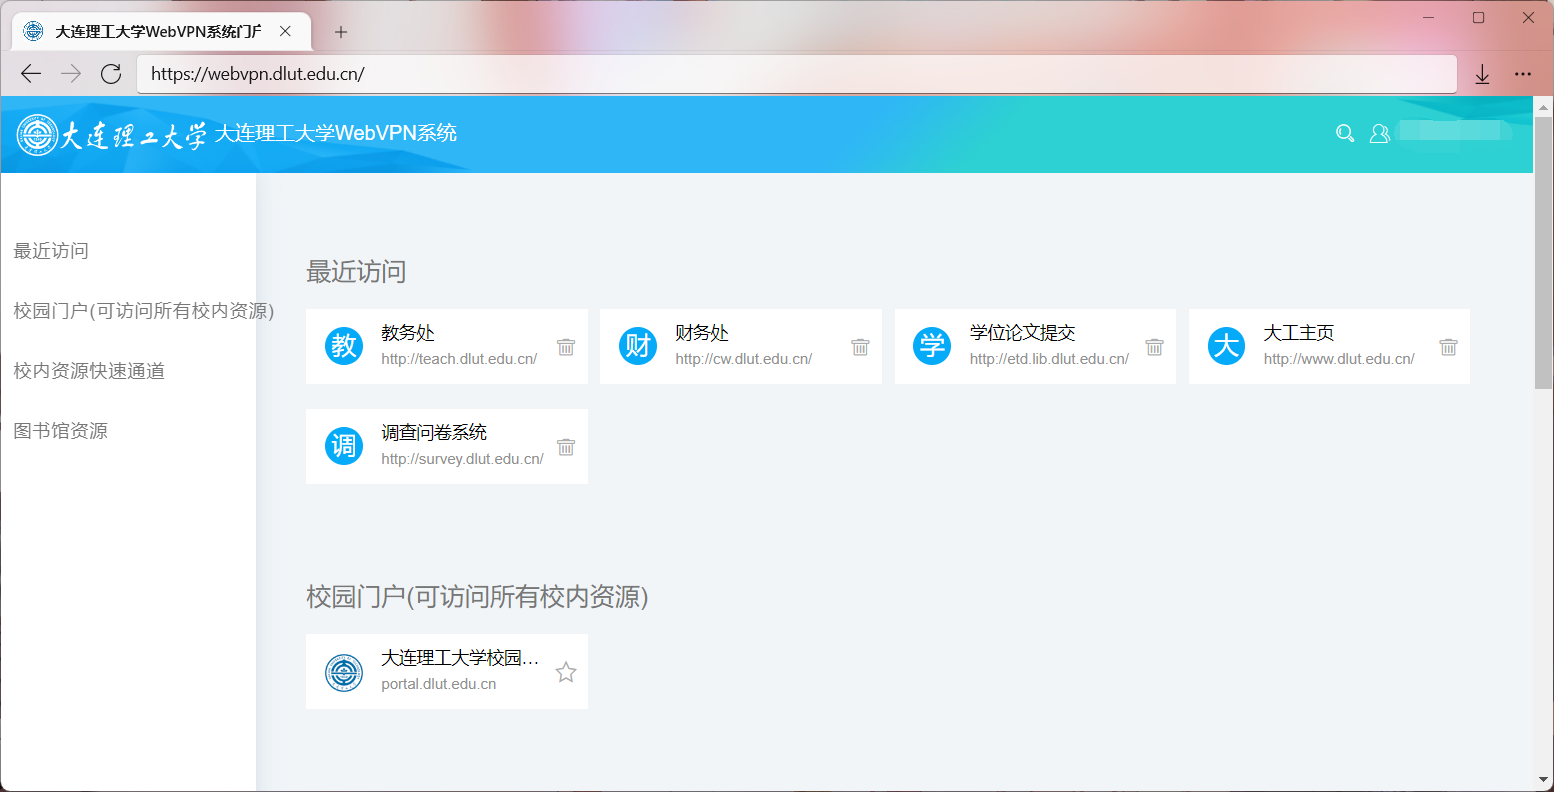 大连理工大学WebVPN系统门户
https://webvpn.dlut.edu.cn/
大连理工大学 大连理工大学WebVPN系统
最近访问
校园门户(可访问所有校内资源)
校内资源快速通道
图书馆资源
最近访问
教 教务处
http://teach.dlut.edu.cn/
财 财务处
http://cw.dlut.edu.cn/
学 学位论文提交
http://etd.lib.dlut.edu.cn/
大 大工主页
http://www.dlut.edu.cn/
调 调查问卷系统
http://survey.dlut.edu.cn/
校园门户(可访问所有校内资源)
大连理工大学校园...
portal.dlut.edu.cn